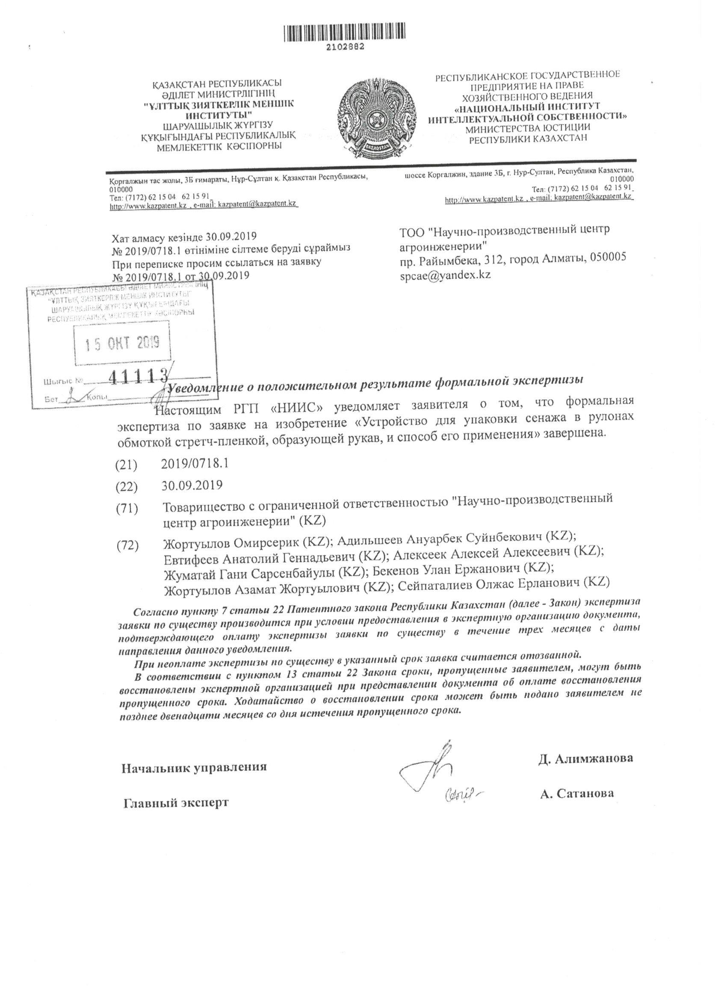 2102882
ҚАЗАҚСТАН РЕСПУБЛИКАСЫ
ӘДІЛЕТ МИНИСТРЛІГІНІҢ
"ҰЛТТЫҚ ЗИЯТКЕРЛІК МЕНШІК
ИНСТИТУТЫ"
ШАРУАШЫЛЫҚ ЖҮРГІЗУ
ҚҰҚЫҒЫНДАҒЫ РЕСПУБЛИКАЛЫҚ
МЕМЛЕКЕТТІК КӘСІПОРНЫ
QAZAQSTAN
РЕСПУБЛИКАНСКОЕ ГОСУДАРСТВЕННОЕ
ПРЕДПРИЯТИЕ НА ПРАВЕ
ХОЗЯЙСТВЕННОГО ВЕДЕНИЯ
«НАЦИОНАЛЬНЫЙ ИНСТИТУТ
ИНТЕЛЛЕКТУАЛЬНОЙ СОБСТВЕННОСТИ»
МИНИСТЕРСТВА ЮСТИЦИИ
РЕСПУБЛИКИ КАЗАХСТАН
Қорғалжын тас жолы, 3Б ғимараты, Нұр-Сұлтан қ. Қазақстан Республикасы,
010000
Тел: (7172) 62 15 04 62 15 91
http://www.kazpatent.kz , e-mail: kazpatent@kazpatent.kz
шоссе Коргалжин, здание 3Б, г. Нур-Султан, Республика Казахстан,
010000
Тел: (7172) 62 15 04 62 15 91
http://www.kazpatent.kz , e-mail: kazpatent@kazpatent.kz
Хат алмасу кезінде 30.09.2019
№ 2019/0718.1 өтініміне сілтеме беруді сұраймыз
При переписке просим ссылаться на заявку
№ 2019/0718.1 от 30.09.2019
ТОО "Научно-производственный центр
агроинженерии"
пр. Райымбека, 312, город Алматы, 050005
spcae@yandex.kz
ҚАЗАҚСТАН РЕСПУБЛИКАСЫ ӘДІЛЕТ МИНИСТРЛІГІНІҢ
"ҰЛТТЫҚ ЗИЯТКЕРЛІК МЕНШІК ИНСТИТУТЫ"
ШАРУАШЫЛЫҚ ЖҮРГІЗУ ҚҰҚЫҒЫНДАҒЫ
РЕСПУБЛИКАЛЫҚ МЕМЛЕКЕТТІК КӘСІПОРНЫ
15 ОКТ 2019
Шығыс № 41113
Бет 2 Копы
Уведомление о положительном результате формальной экспертизы
Настоящим РГП «НИИС» уведомляет заявителя о том, что формальная
экспертиза по заявке на изобретение «Устройство для упаковки сенажа в рулонах
обмоткой стретч-пленкой, образующей рукав, и способ его применения» завершена.
(21) 2019/0718.1
(22) 30.09.2019
(71) Товарищество с ограниченной ответственностью "Научно-производственный
центр агроинженерии" (KZ)
(72) Жортуылов Омирсерик (KZ); Адильшеев Ануарбек Суйнбекович (KZ);
Евтифеев Анатолий Геннадьевич (KZ); Алексеек Алексей Алексеевич (KZ);
Жуматай Гани Сарсенбайулы (KZ); Бекенов Улан Ержанович (KZ);
Жортуылов Азамат Жортуылович (KZ); Сейпаталиев Олжас Ерланович (KZ)
Согласно пункту 7 статьи 22 Патентного закона Республики Казахстан (далее - Закон) экспертиза
заявки по существу производится при условии предоставления в экспертную организацию документа,
подтверждающего оплату экспертизы заявки по существу в течение трех месяцев с даты
направления данного уведомления.
При неоплате экспертизы по существу в указанный срок заявка считается отозванной.
В соответствии с пунктом 13 статьи 22 Закона сроки, пропущенные заявителем, могут быть
восстановлены экспертной организацией при представлении документа об оплате восстановления
пропущенного срока. Ходатайство о восстановлении срока может быть подано заявителем не
позднее двенадцати месяцев со дня истечения пропущенного срока.
Начальник управления Д. Алимжанова
Главный эксперт А. Сатанова